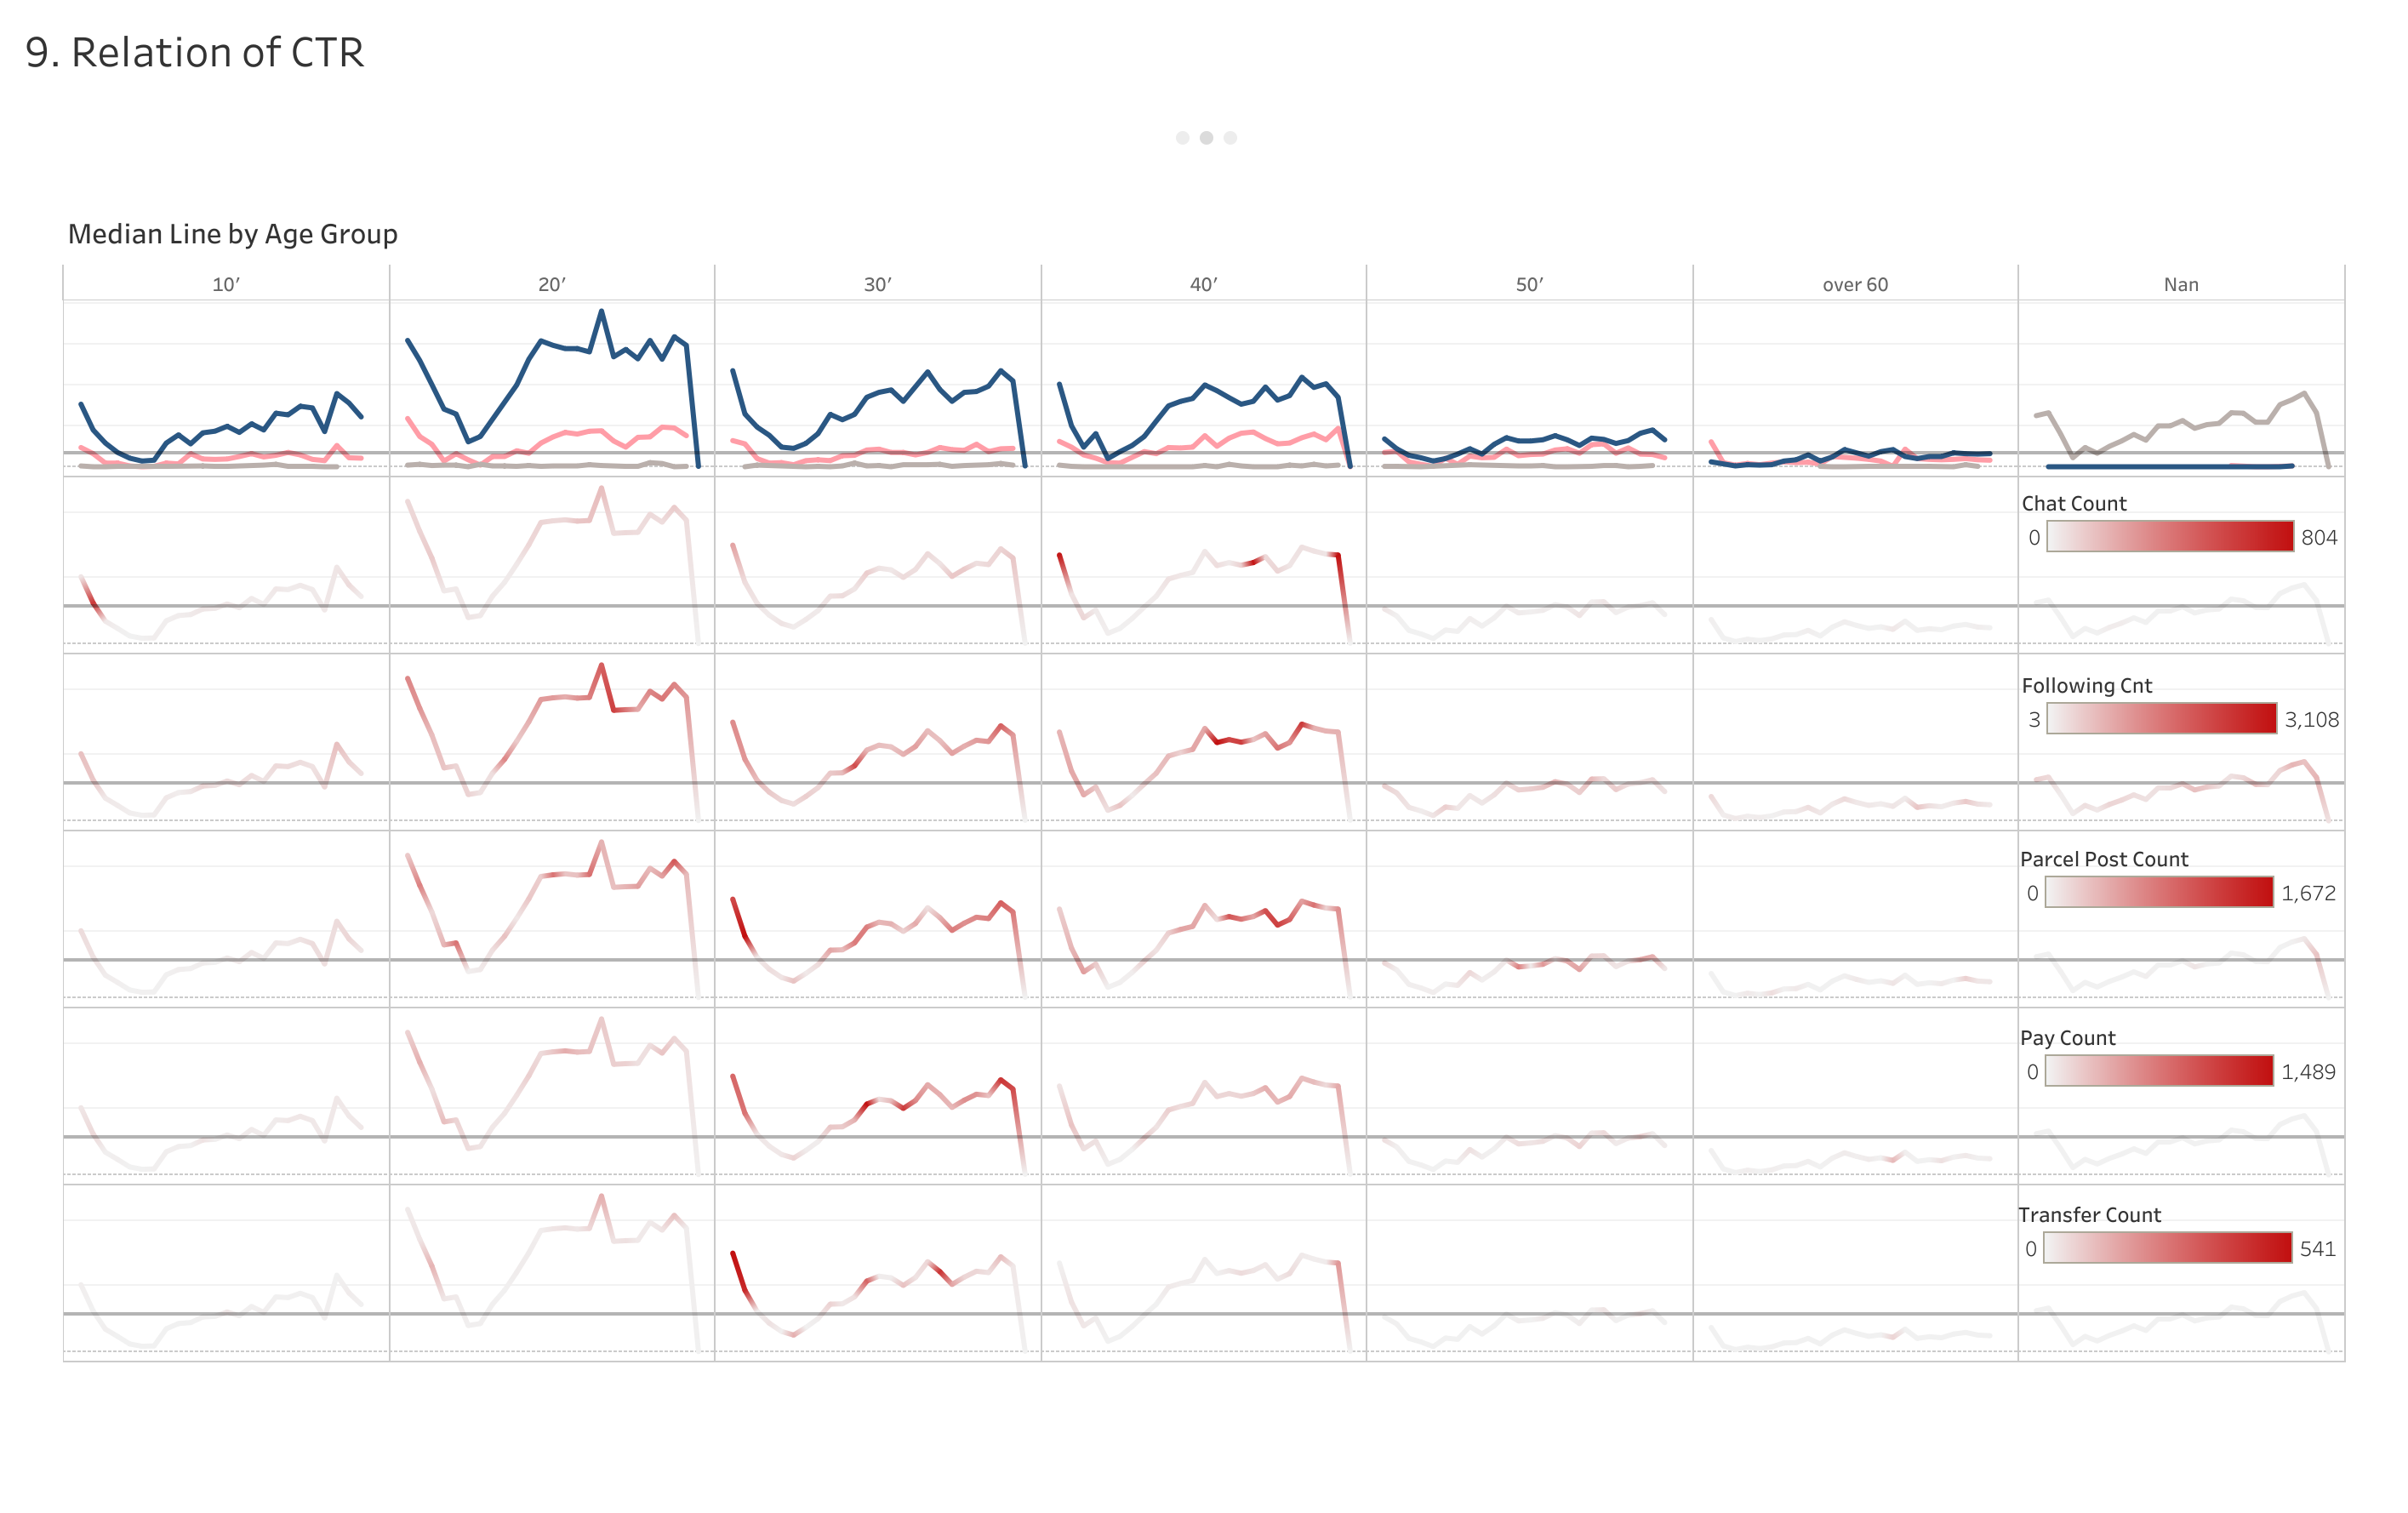 9. Relation of CTR
Median Line by Age Group
10′ 20′ 30′ 40′ 50′ over 60 Nan
Chat Count
0 804
Following Cnt
3 3,108
Parcel Post Count
0 1,672
Pay Count
0 1,489
Transfer Count
0 541